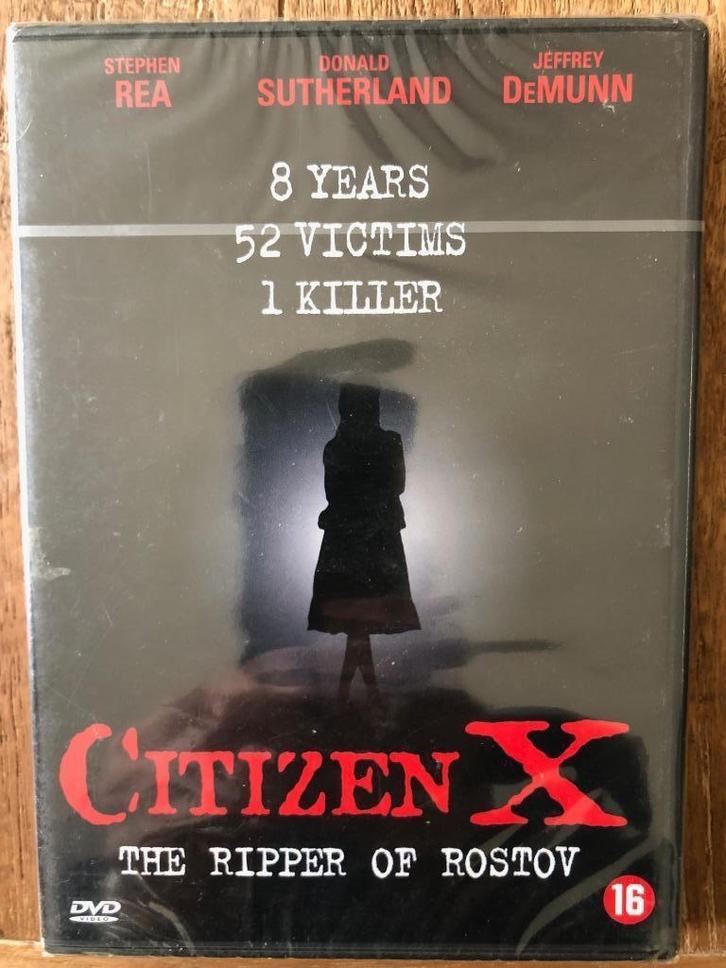 STEPHEN REA
DONALD SUTHERLAND
JEFFREY DEMUNN
8 YEARS
52 VICTIMS
1 KILLER
CITIZEN X
THE RIPPER OF ROSTOV
DVD
VIDEO
16